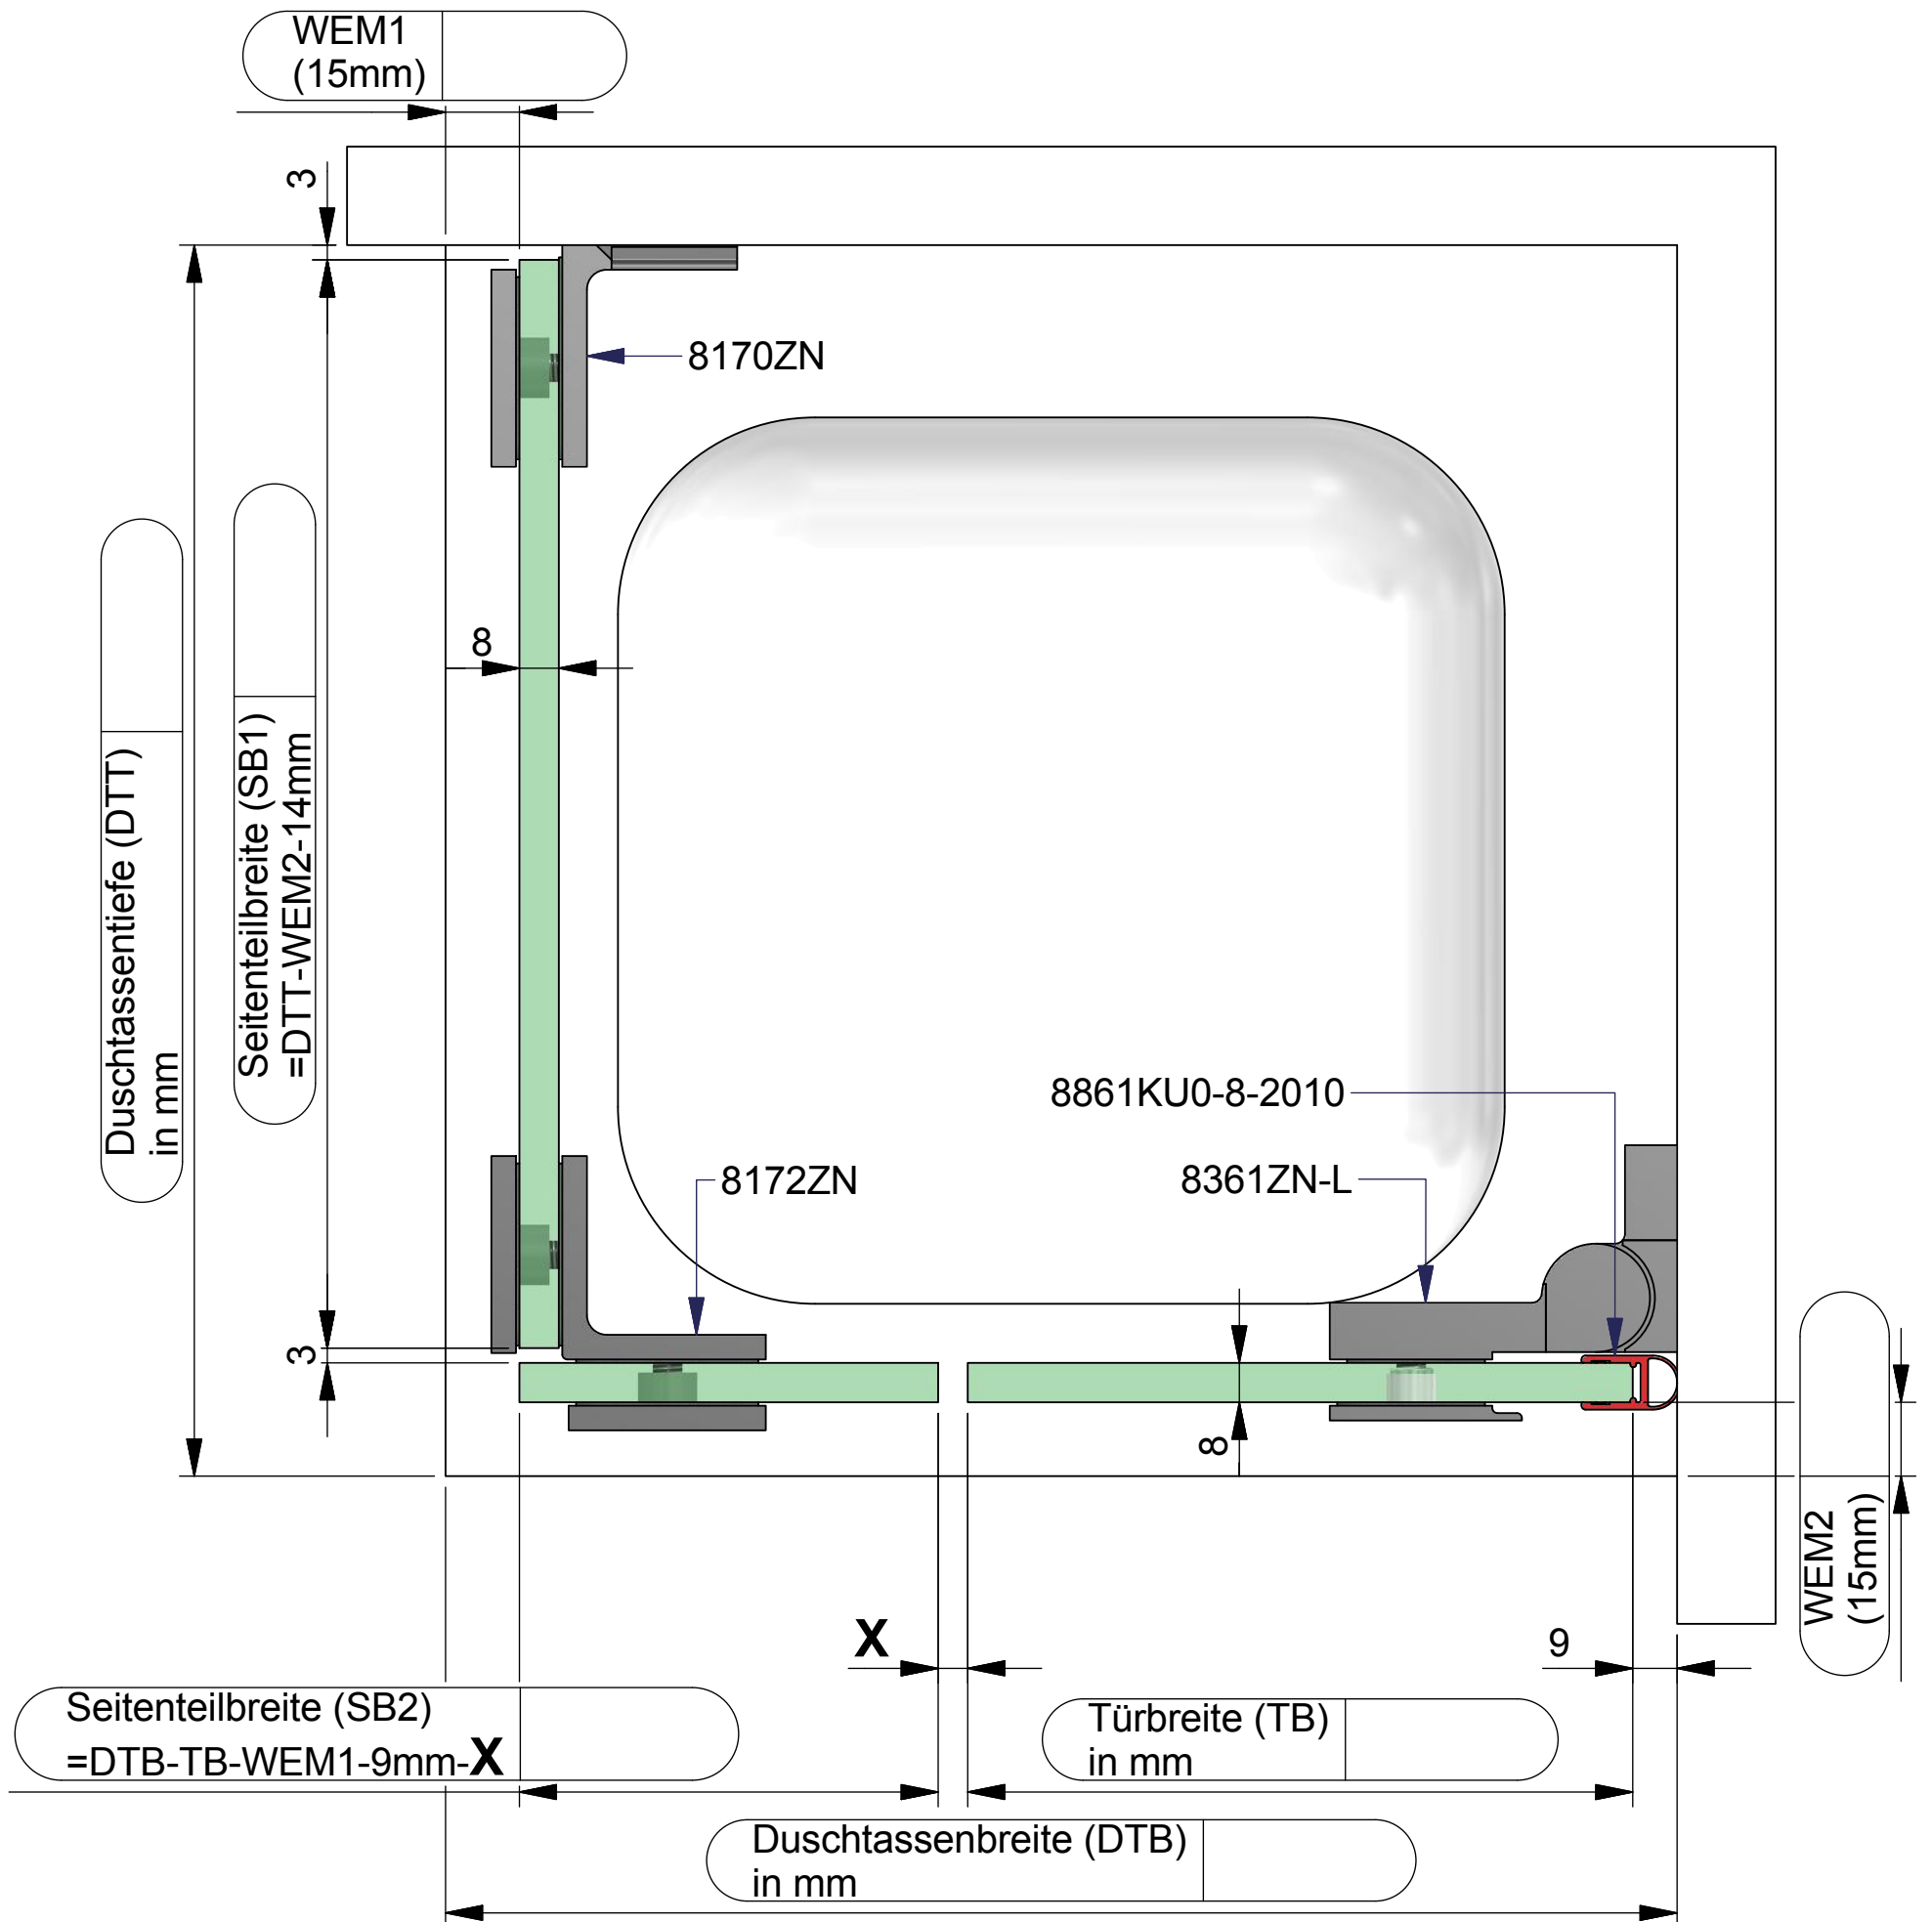 WEM1
(15mm)
3
8170ZN
8
Duschtassentiefe (DTT)
in mm
Seitenteilbreite (SB1)
=DTT-WEM2-14mm
8861KU0-8-2010
8172ZN
8361ZN-L
3
8
WEM2
(15mm)
X
9
Seitenteilbreite (SB2)
=DTB-TB-WEM1-9mm-X
Türbreite (TB)
in mm
Duschtassenbreite (DTB)
in mm